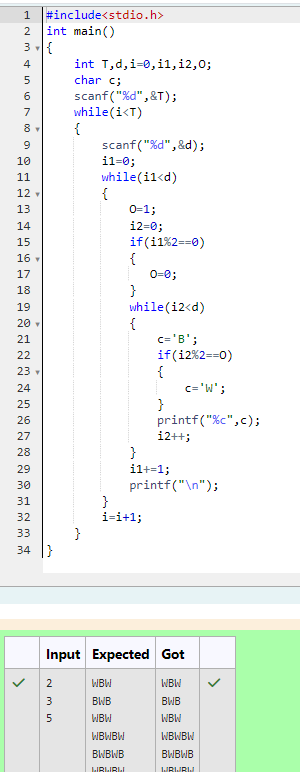 1 #include<stdio.h>
2 int main()
3 {
4 int T,d,i=0,i1,i2,O;
5 char c;
6 scanf("%d",&T);
7 while(i<T)
8 {
9 scanf("%d",&d);
10 i1=0;
11 while(i1<d)
12 {
13 O=1;
14 i2=0;
15 if(i1%2==0)
16 {
17 O=0;
18 }
19 while(i2<d)
20 {
21 c='B';
22 if(i2%2==O)
23 {
24 c='W';
25 }
26 printf("%c",c);
27 i2++;
28 }
29 i1+=1;
30 printf("\n");
31 }
32 i=i+1;
33 }
34 }
Input Expected Got
2 WBW WBW
3 BWB BWB
5 WBW WBW
WBWBW WBWBW
BWBWB BWBWB
WBWBW WBWBW